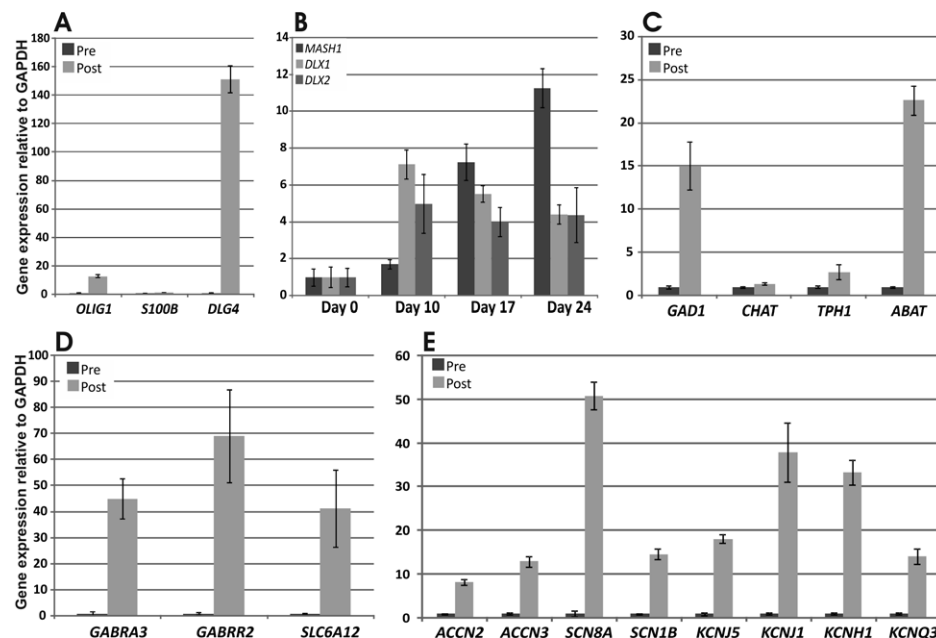 A
Gene expression relative to GAPDH
180
160
140
120
100
80
60
40
20
0
Pre
Post
OLIG1 S100B DLG4
B
14
12
10
8
6
4
2
0
MASH1
DLX1
DLX2
Day 0 Day 10 Day 17 Day 24
C
30
25
20
15
10
5
0
Pre
Post
GAD1 CHAT TPH1 ABAT
D
Gene expression relative to GAPDH
100
90
80
70
60
50
40
30
20
10
0
Pre
Post
GABRA3 GABRR2 SLC6A12
E
60
50
40
30
20
10
0
Pre
Post
ACCN2 ACCN3 SCN8A SCN1B KCNJ5 KCNJ1 KCNH1 KCNQ3